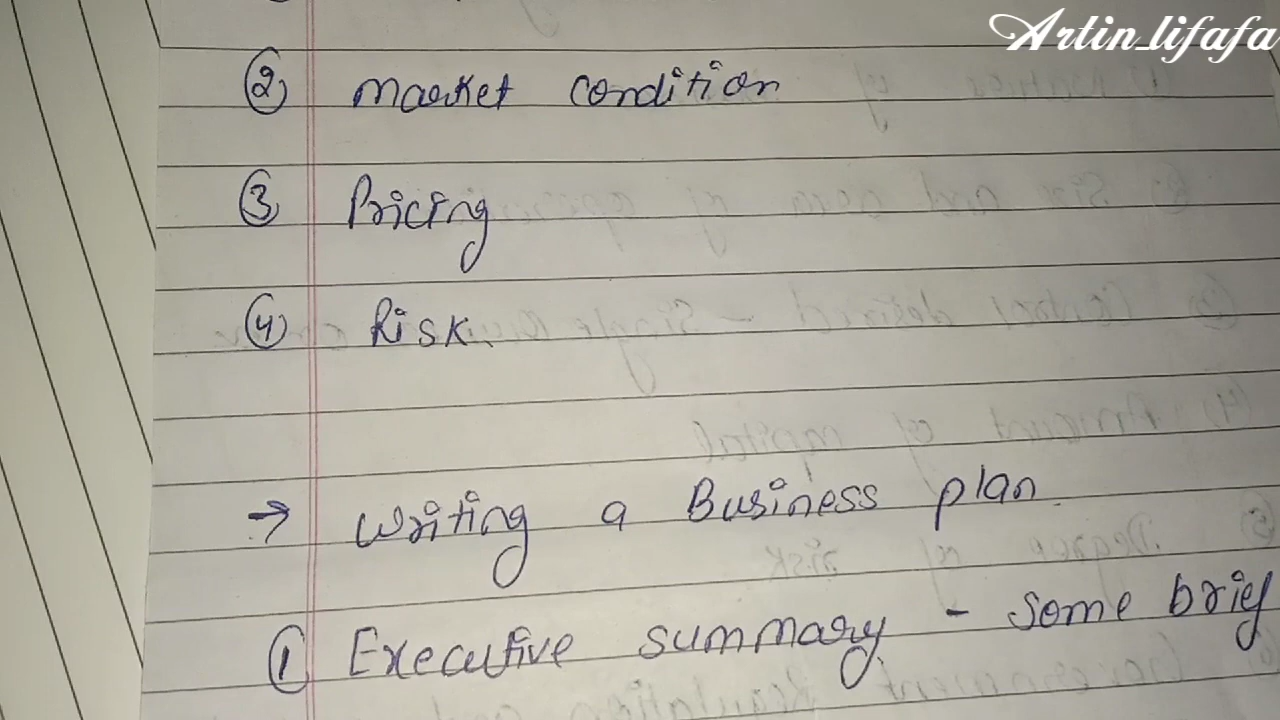 Artin_lifafa
② market condition
③ Pricing
④ Risk.
→ Writing a Business plan.
① Executive summary - some brief